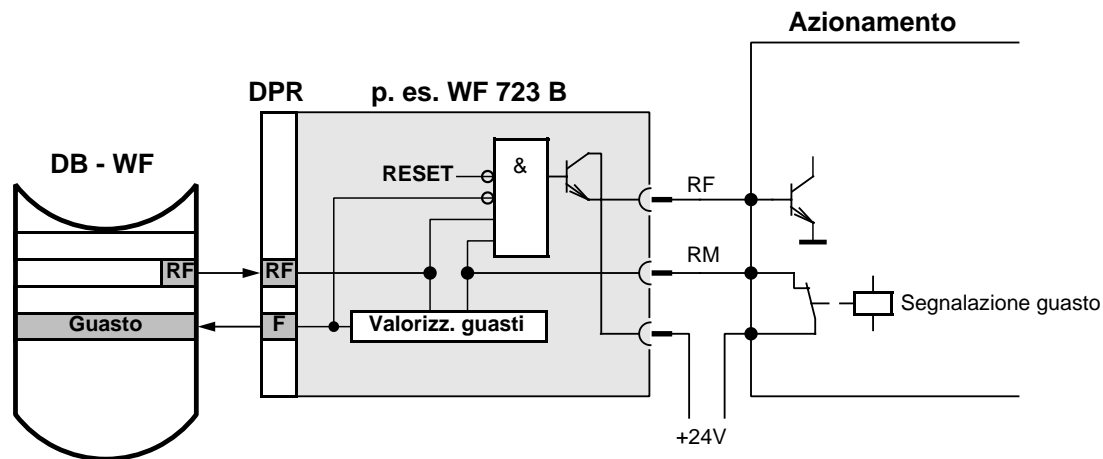 Azionamento
DPR
p. es. WF 723 B
DB - WF
&
RESET
RF
RM
RF
RF
Guasto
F
Valorizz. guasti
Segnalazione guasto
+24V